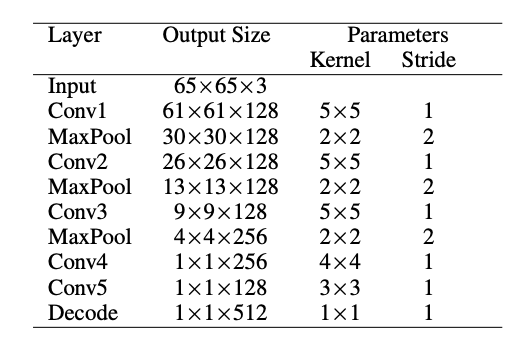 Layer Output Size Parameters
Kernel Stride
Input 65×65×3
Conv1 61×61×128 5×5 1
MaxPool 30×30×128 2×2 2
Conv2 26×26×128 5×5 1
MaxPool 13×13×128 2×2 2
Conv3 9×9×128 5×5 1
MaxPool 4×4×256 2×2 2
Conv4 1×1×256 4×4 1
Conv5 1×1×128 3×3 1
Decode 1×1×512 1×1 1